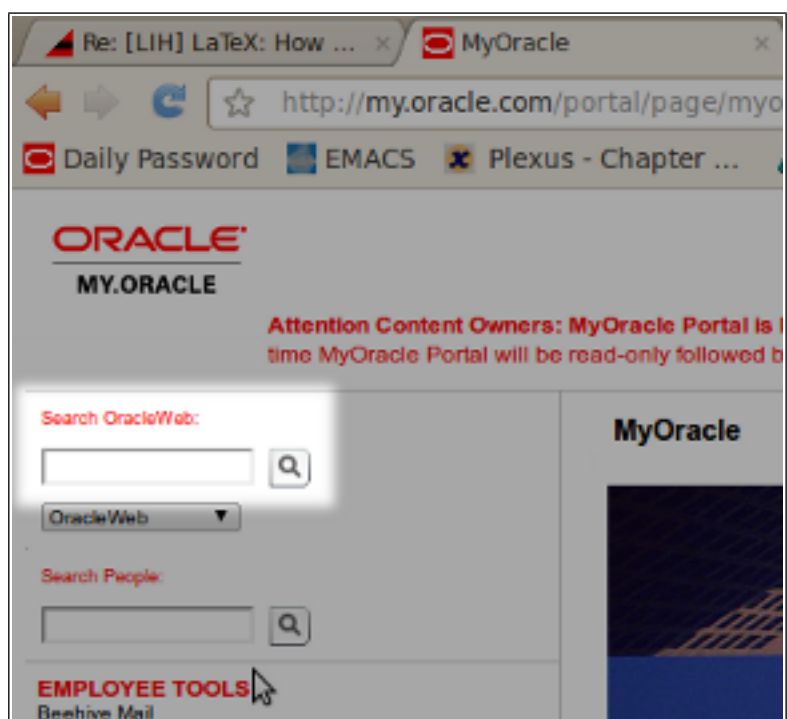 Re: [LIH] LaTeX: How ... MyOracle
http://my.oracle.com/portal/page/myo
Daily Password EMACS Plexus - Chapter ...
ORACLE
MY.ORACLE
Attention Content Owners: MyOracle Portal is
time MyOracle Portal will be read-only followed b
Search OracleWeb:
MyOracle
OracleWeb
Search People:
EMPLOYEE TOOLS
Beehive Mail